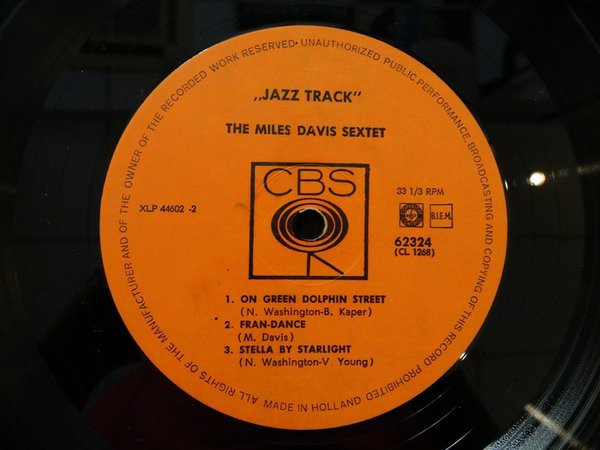 ALL RIGHTS OF THE MANUFACTURER AND OF THE OWNER OF THE RECORDED WORK RESERVED • UNAUTHORIZED PUBLIC PERFORMANCE, BROADCASTING AND COPYING OF THIS RECORD PROHIBITED
„JAZZ TRACK"
THE MILES DAVIS SEXTET
CBS
XLP 44602 -2
33 1/3 RPM
B.I.E.M.
62324
(CL 1268)
1. ON GREEN DOLPHIN STREET
(N. Washington-B. Kaper)
2. FRAN-DANCE
(M. Davis)
3. STELLA BY STARLIGHT
(N. Washington-V. Young)
MADE IN HOLLAND